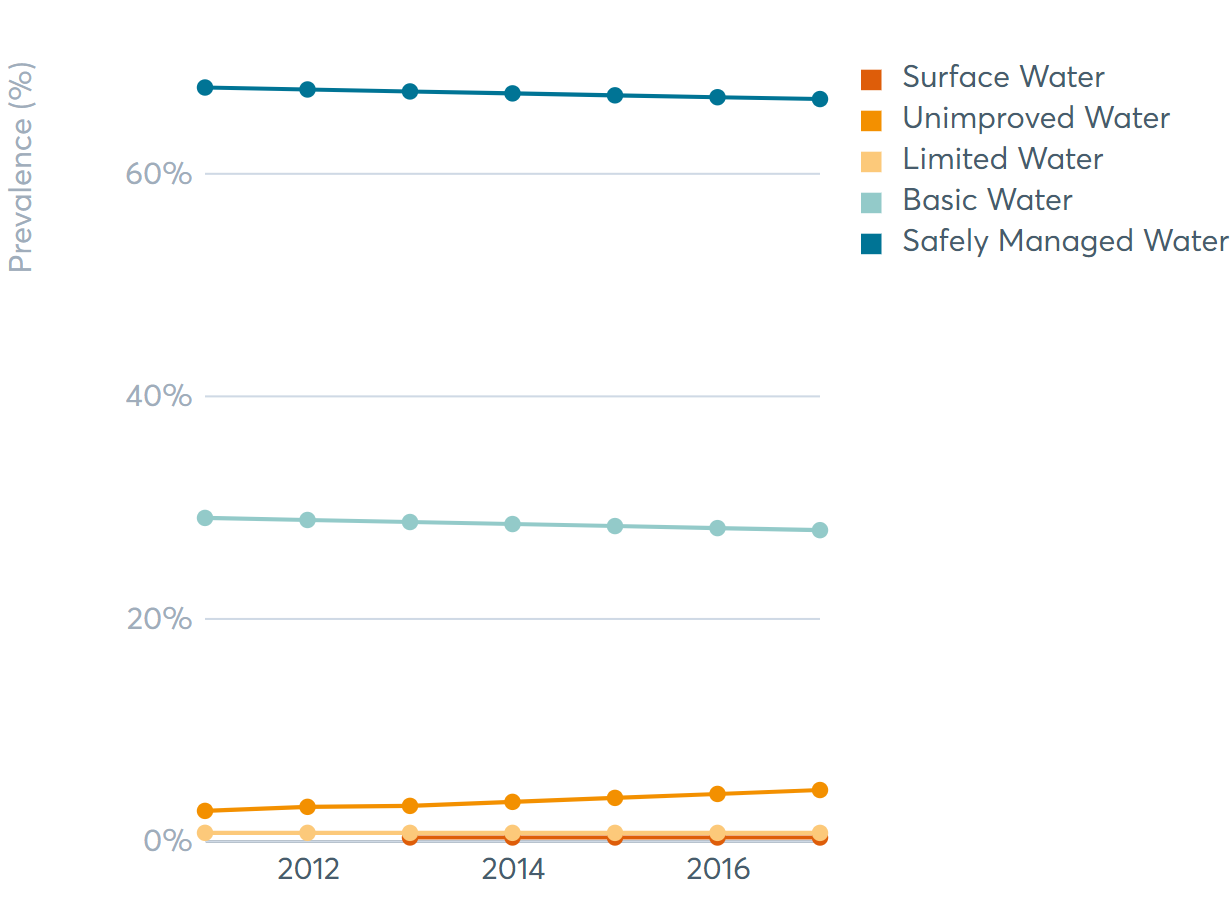 Prevalence (%)
60%
40%
20%
0%
2012
2014
2016
Surface Water
Unimproved Water
Limited Water
Basic Water
Safely Managed Water